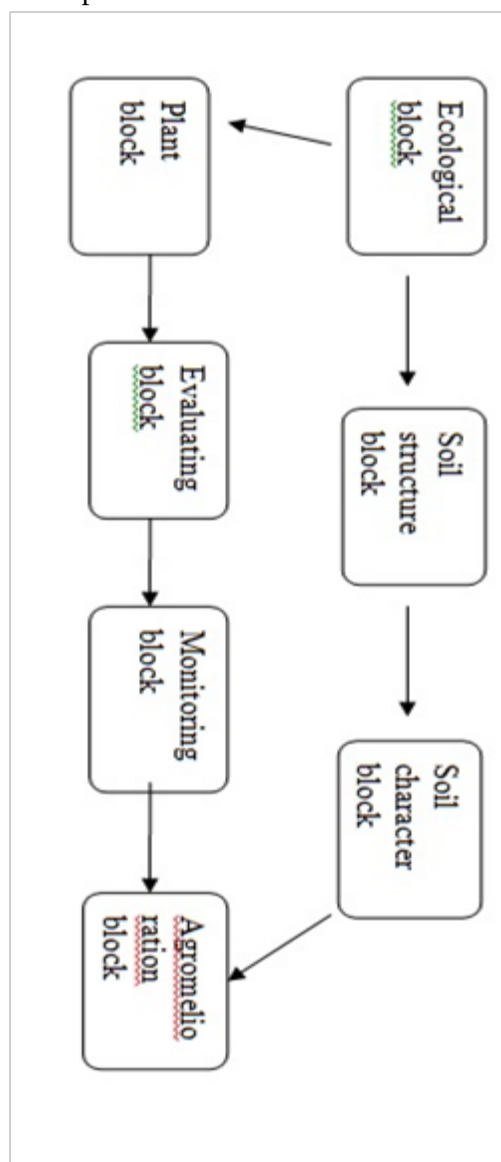 Ecological
block
Soil
structure
block
Soil
character
block
Plant
block
Evaluating
block
Monitoring
block
Agromelio
ration
block